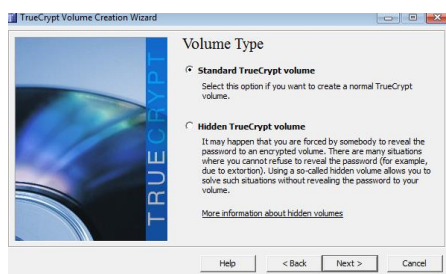 TrueCrypt Volume Creation Wizard
TRUECRYPT
Volume Type
Standard TrueCrypt volume
Select this option if you want to create a normal TrueCrypt
volume.
Hidden TrueCrypt volume
It may happen that you are forced by somebody to reveal the
password to an encrypted volume. There are many situations
where you cannot refuse to reveal the password (for example,
due to extortion). Using a so-called hidden volume allows you to
solve such situations without revealing the password to your
volume.
More information about hidden volumes
Help < Back Next > Cancel